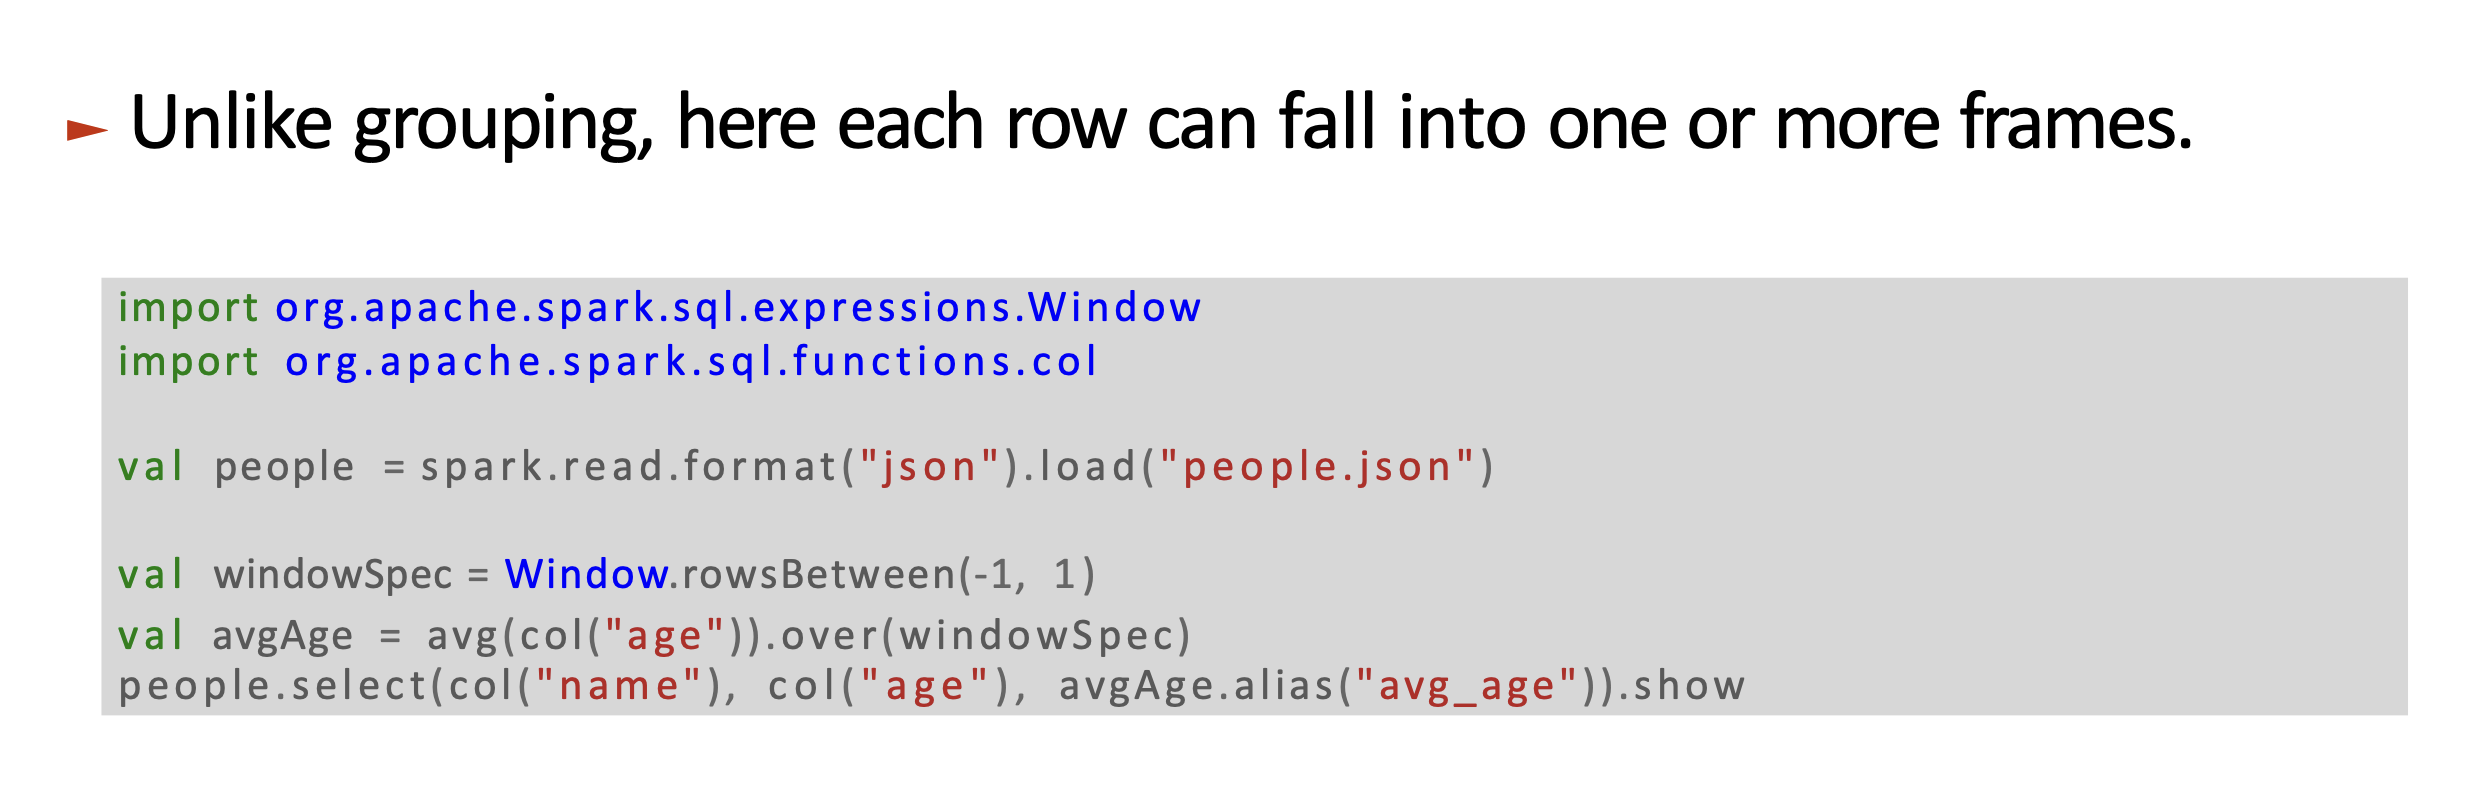 Unlike grouping, here each row can fall into one or more frames.
import org.apache.spark.sql.expressions.Window
import org.apache.spark.sql.functions.col
val people = spark.read.format("json").load("people.json")
val windowSpec = Window.rowsBetween(-1, 1)
val avgAge = avg(col("age")).over(windowSpec)
people.select(col("name"), col("age"), avgAge.alias("avg_age")).show